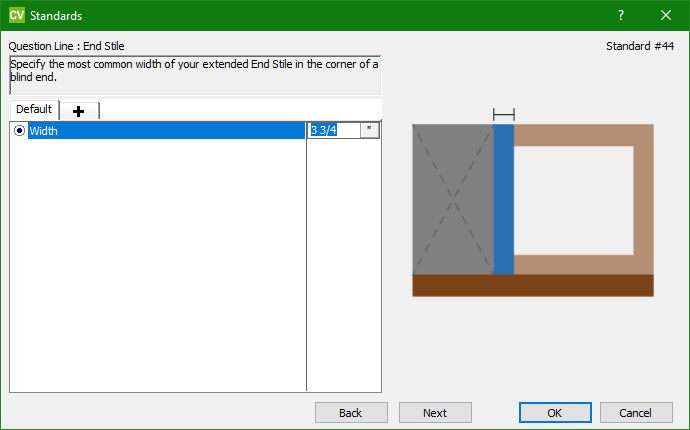 CV Standards ?
Question Line : End Stile
Standard #44
Specify the most common width of your extended End Stile in the corner of a
blind end.
Default +
Width 3 3/4 "
Back Next OK Cancel